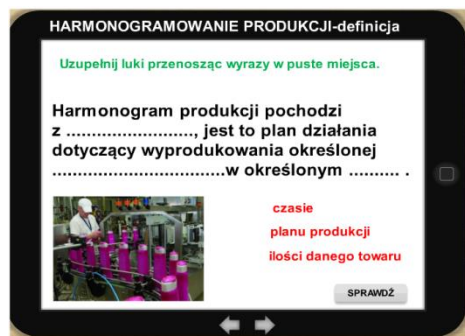 HARMONOGRAMOWANIE PRODUKCJI-definicja
Uzupełnij luki przenosząc wyrazy w puste miejsca.
Harmonogram produkcji pochodzi
z ........................., jest to plan działania
dotyczący wyprodukowania określonej
..................................w określonym .......... .
czasie
planu produkcji
ilości danego towaru
SPRAWDŹ